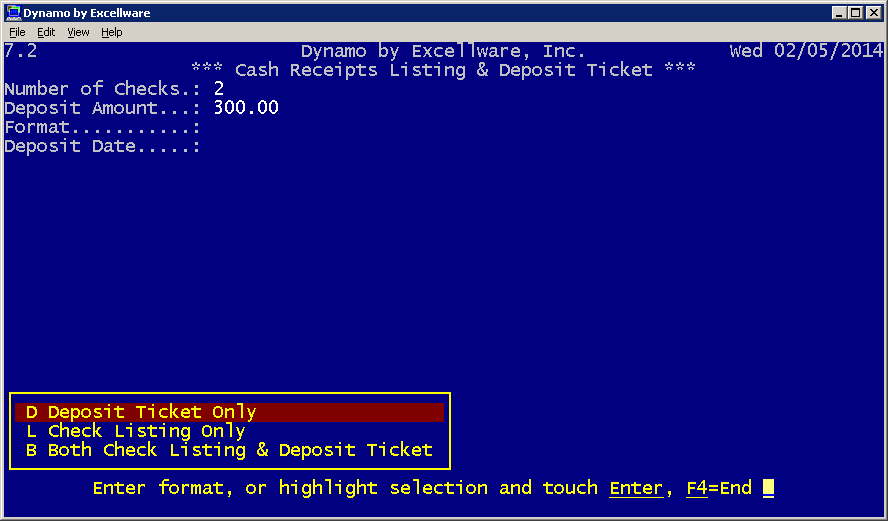 Dynamo by Excellware
File Edit View Help
7.2 Dynamo by Excellware, Inc. Wed 02/05/2014
*** Cash Receipts Listing & Deposit Ticket ***
Number of Checks.: 2
Deposit Amount...: 300.00
Format...........:
Deposit Date.....:
D Deposit Ticket Only
L Check Listing Only
B Both Check Listing & Deposit Ticket
Enter format, or highlight selection and touch Enter, F4=End